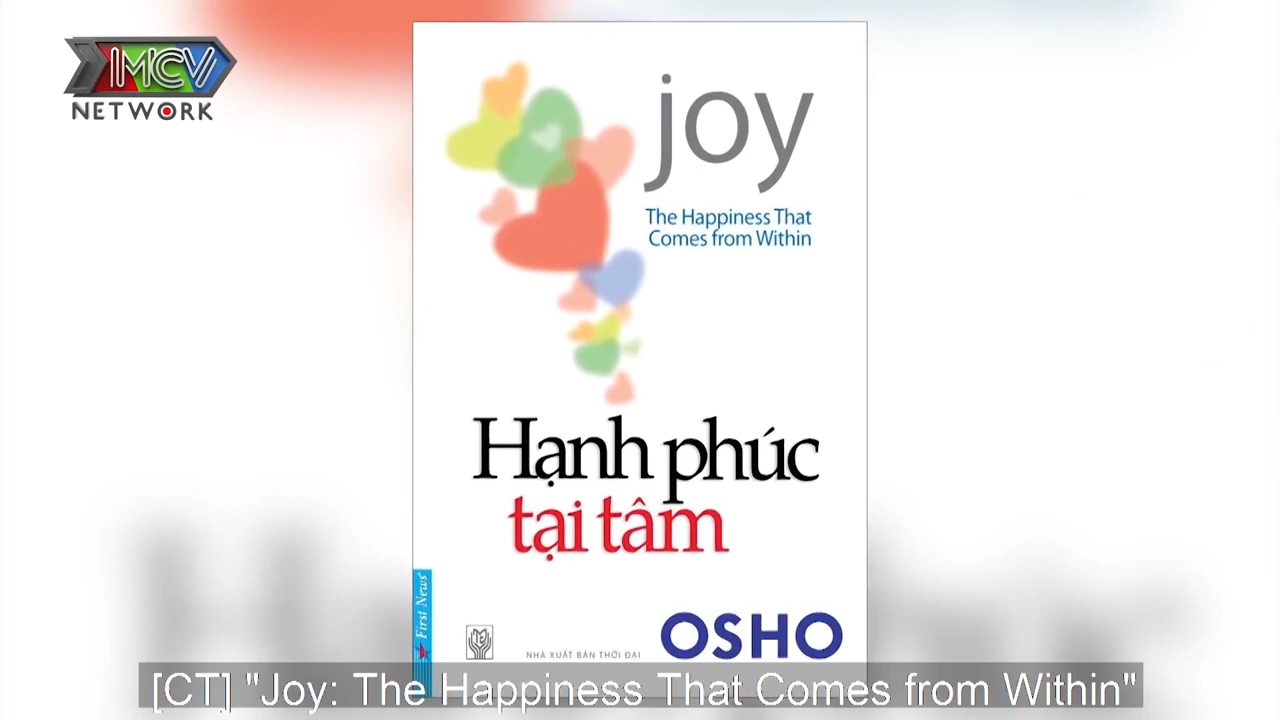 MCV
NETWORK
joy
The Happiness That
Comes from Within
Hạnh phúc
tại tâm
First News
NHÀ XUẤT BẢN THỜI ĐẠI
OSHO
[CT] "Joy: The Happiness That Comes from Within"